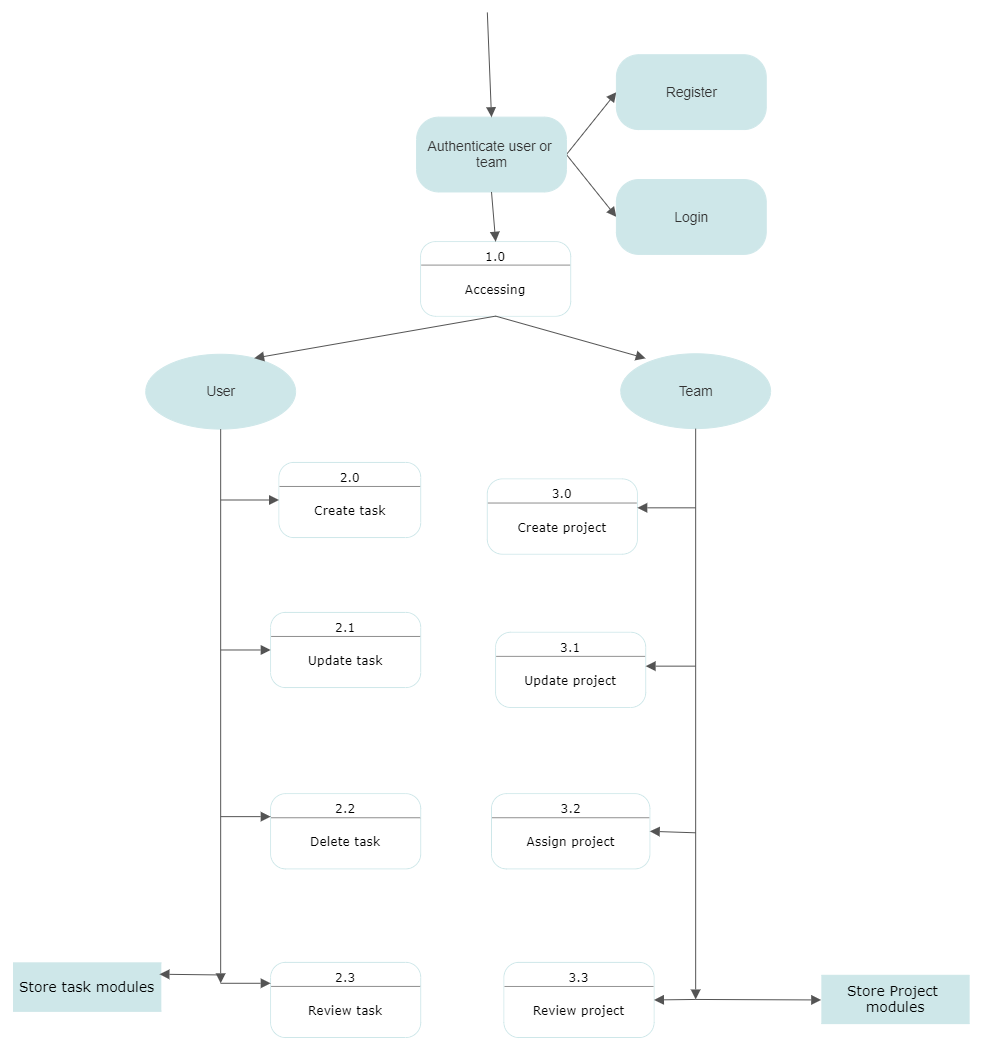 Register
Authenticate user or
team
Login
1.0
Accessing
User
Team
2.0
Create task
3.0
Create project
2.1
Update task
3.1
Update project
2.2
Delete task
3.2
Assign project
Store task modules
2.3
Review task
3.3
Review project
Store Project
modules